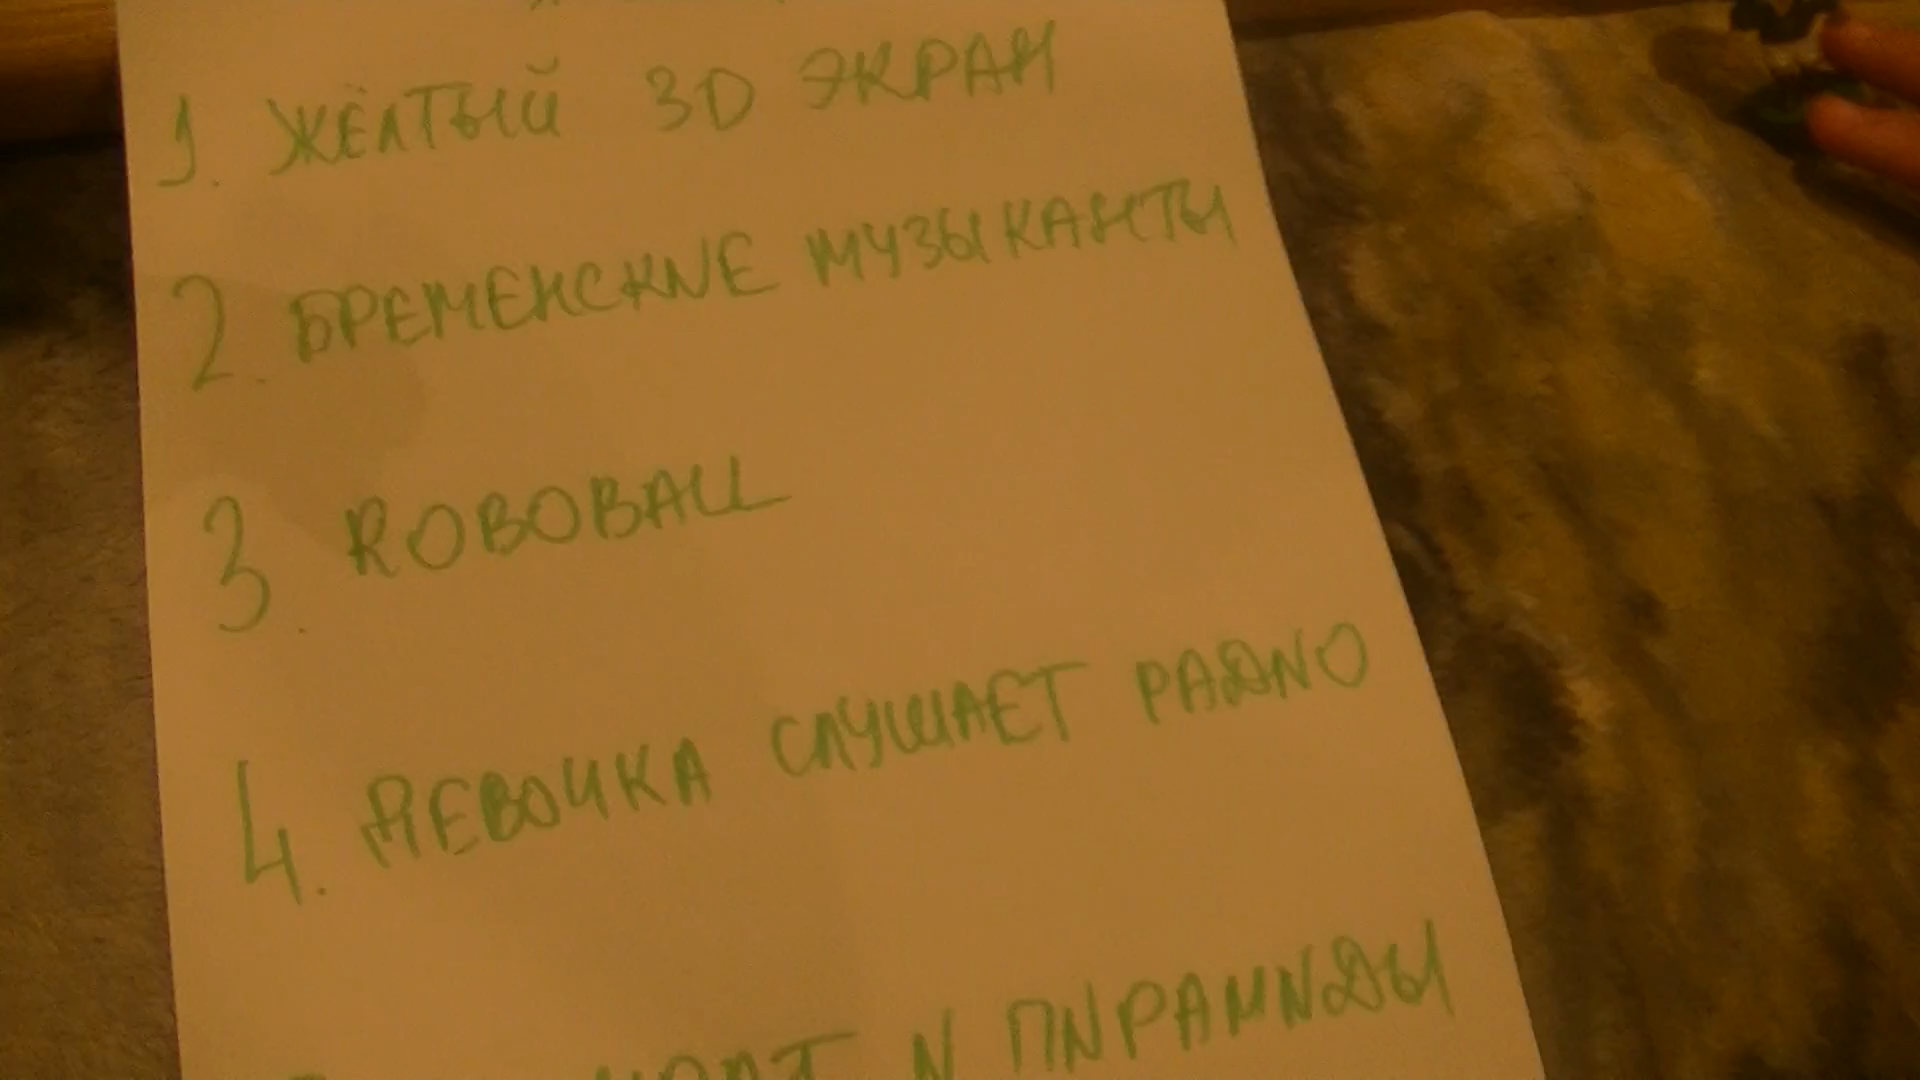 1. ЖЁЛТЫЙ 3D ЭКРАН
2. БРЕМЕНСКИЕ МУЗЫКАНТЫ
3. ROBOBALL
4. ДЕВОЧКА СЛУШАЕТ РАДИО
И ПИРАМИДЫ